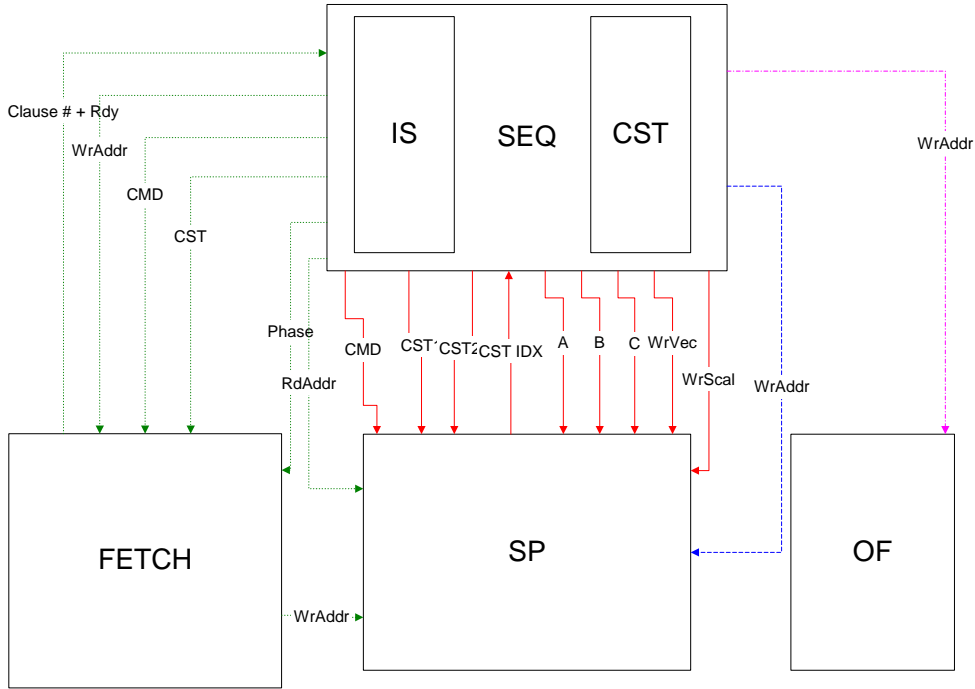 IS
SEQ
CST
Clause # + Rdy
WrAddr
WrAddr
CMD
CST
Phase
CMD
CST1
CST2
CST IDX
A
B
C
WrVec
RdAddr
WrScal
WrAddr
FETCH
SP
OF
WrAddr